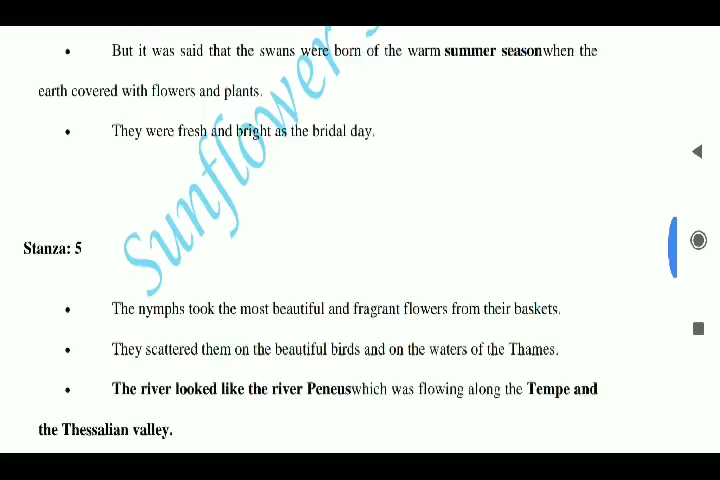 • But it was said that the swans were born of the warm summer seasonwhen the
earth covered with flowers and plants.
• They were fresh and bright as the bridal day.
Stanza: 5
• The nymphs took the most beautiful and fragrant flowers from their baskets.
• They scattered them on the beautiful birds and on the waters of the Thames.
• The river looked like the river Peneuswhich was flowing along the Tempe and
the Thessalian valley.
Sunflower